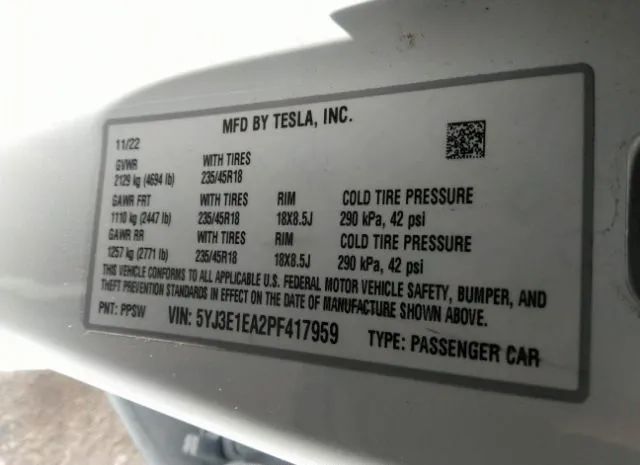 MFD BY TESLA, INC.
11/22
GVWR WITH TIRES
2129 kg (4694 lb) 235/45R18
GAWR FRT WITH TIRES RIM COLD TIRE PRESSURE
1110 kg (2447 lb) 235/45R18 18X8.5J 290 kPa, 42 psi
GAWR RR WITH TIRES RIM COLD TIRE PRESSURE
1257 kg (2771 lb) 235/45R18 18X8.5J 290 kPa, 42 psi
THIS VEHICLE CONFORMS TO ALL APPLICABLE U.S. FEDERAL MOTOR VEHICLE SAFETY, BUMPER, AND
THEFT PREVENTION STANDARDS IN EFFECT ON THE DATE OF MANUFACTURE SHOWN ABOVE.
PNT: PPSW VIN: 5YJ3E1EA2PF417959 TYPE: PASSENGER CAR